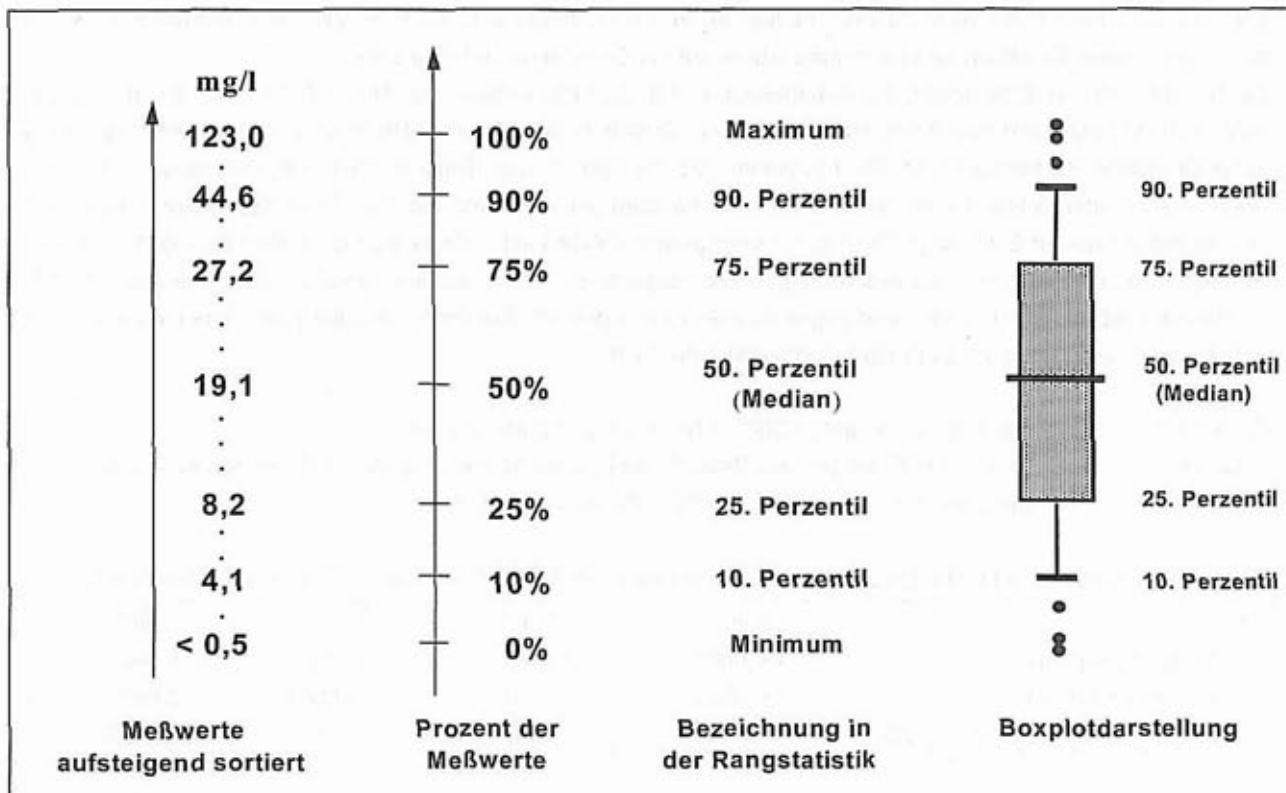 mg/l
123,0 100% Maximum
44,6 90% 90. Perzentil 90. Perzentil
27,2 75% 75. Perzentil 75. Perzentil
19,1 50% 50. Perzentil 50. Perzentil
(Median) (Median)
8,2 25% 25. Perzentil 25. Perzentil
4,1 10% 10. Perzentil 10. Perzentil
< 0,5 0% Minimum
Meßwerte Prozent der Bezeichnung in Boxplotdarstellung
aufsteigend sortiert Meßwerte der Rangstatistik